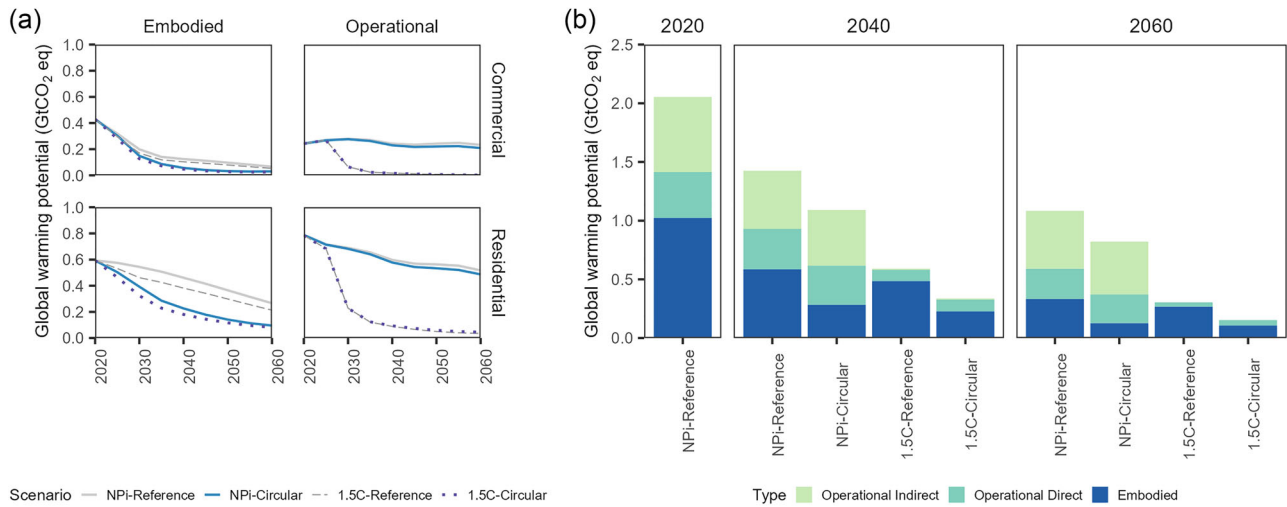 (a)
Embodied
Operational
Global warming potential (GtCO₂ eq)
1.0
0.8
0.6
0.4
0.2
0.0
Commercial
Global warming potential (GtCO₂ eq)
1.0
0.8
0.6
0.4
0.2
0.0
Residential
2020
2030
2040
2050
2060
2020
2030
2040
2050
2060
Scenario NPi-Reference NPi-Circular 1.5C-Reference 1.5C-Circular
(b)
2020
2040
2060
Global warming potential (GtCO₂ eq)
2.5
2.0
1.5
1.0
0.5
0.0
NPi-Reference
NPi-Reference
NPi-Circular
1.5C-Reference
1.5C-Circular
NPi-Reference
NPi-Circular
1.5C-Reference
1.5C-Circular
Type Operational Indirect Operational Direct Embodied